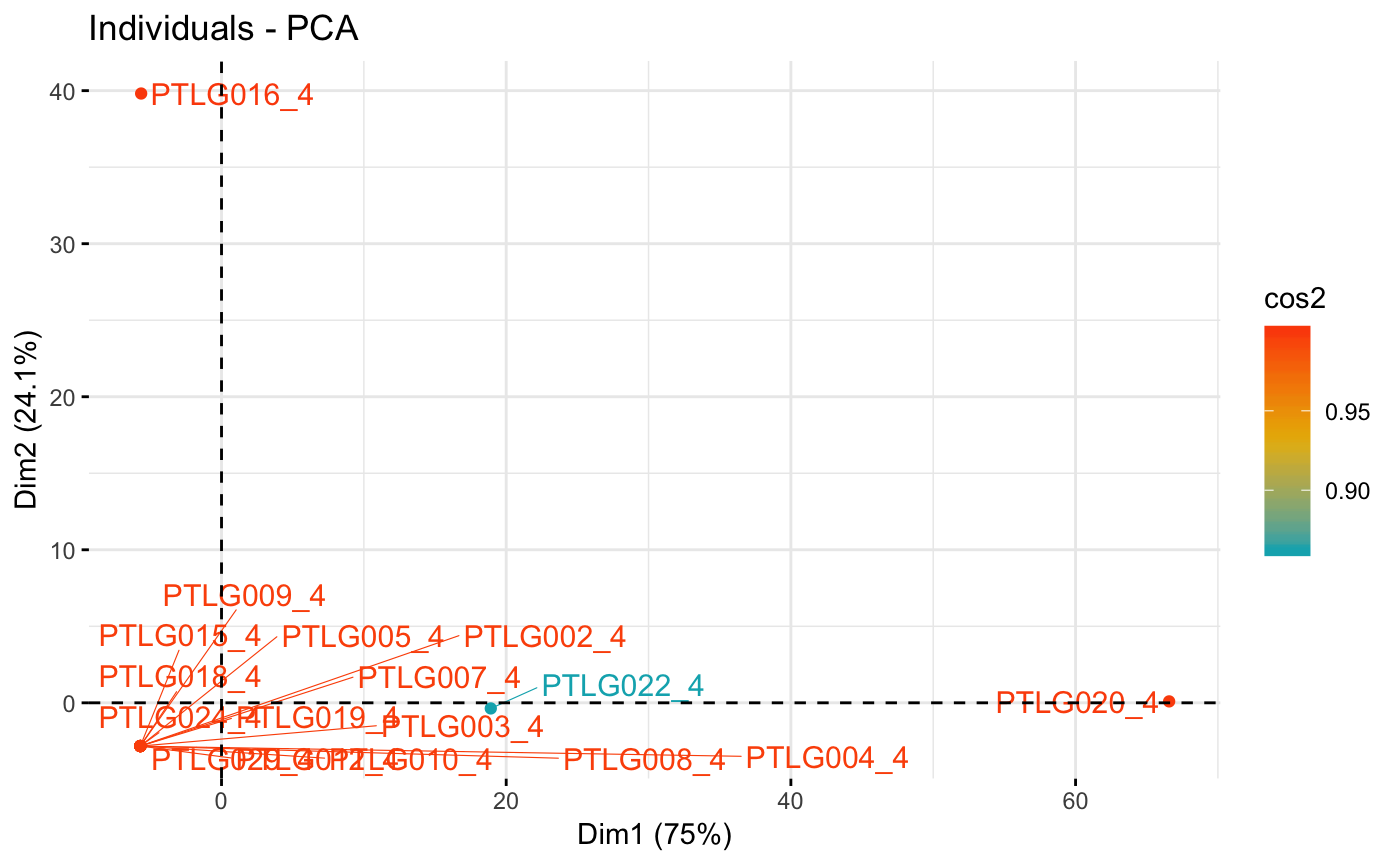 Individuals - PCA
40
PTLG016_4
30
cos2
Dim2 (24.1%)
20
0.95
0.90
10
PTLG009_4
PTLG015_4
PTLG005_4
PTLG002_4
PTLG018_4
PTLG007_4
PTLG022_4
0
PTLG020_4
PTLG024_4
PTLG019_4
PTLG003_4
PTLG010_4
PTLG008_4
PTLG004_4
0
20
40
60
Dim1 (75%)